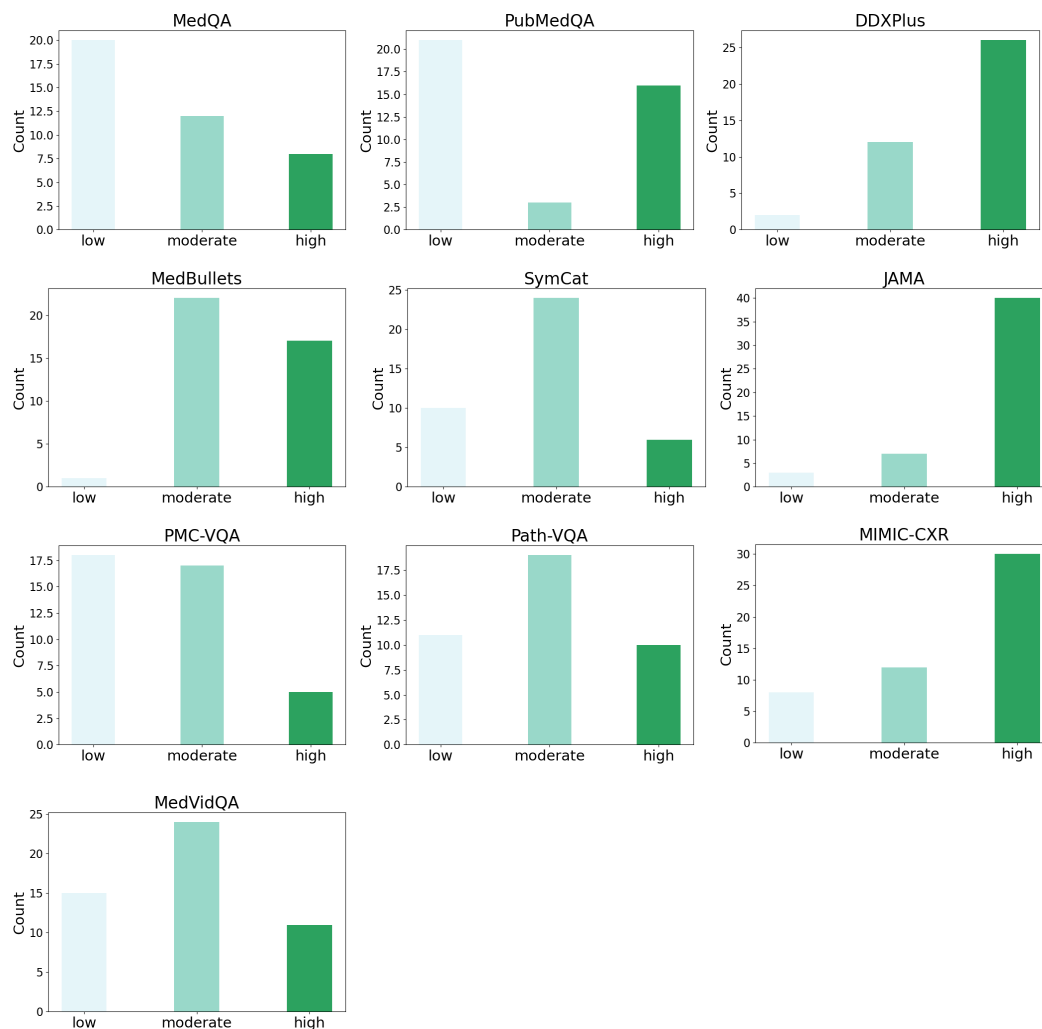 MedQA
20.0
17.5
15.0
12.5
10.0
7.5
5.0
2.5
0.0
Count
low moderate high
PubMedQA
20.0
17.5
15.0
12.5
10.0
7.5
5.0
2.5
0.0
Count
low moderate high
DDXPlus
25
20
15
10
5
0
Count
low moderate high
MedBullets
20
15
10
5
0
Count
low moderate high
SymCat
25
20
15
10
5
0
Count
low moderate high
JAMA
40
35
30
25
20
15
10
5
0
Count
low moderate high
PMC-VQA
17.5
15.0
12.5
10.0
7.5
5.0
2.5
0.0
Count
low moderate high
Path-VQA
17.5
15.0
12.5
10.0
7.5
5.0
2.5
0.0
Count
low moderate high
MIMIC-CXR
30
25
20
15
10
5
0
Count
low moderate high
MedVidQA
25
20
15
10
5
0
Count
low moderate high